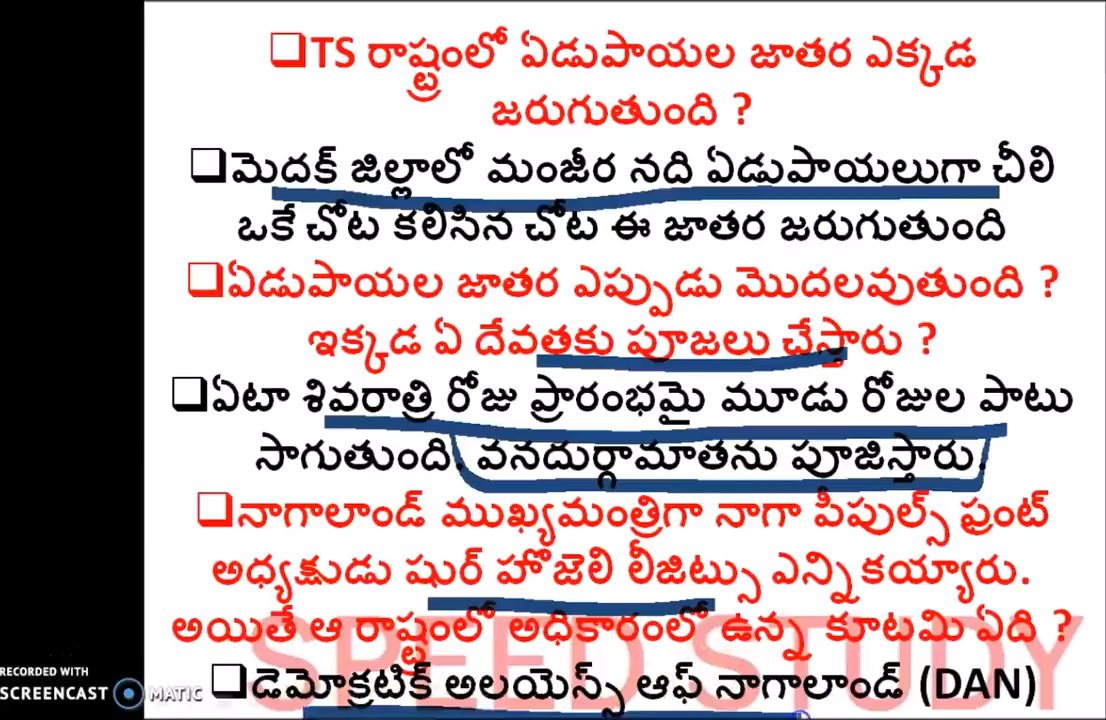 ❑TS రాష్ట్రంలో ఏడుపాయల జాతర ఎక్కడ
జరుగుతుంది ?
❑మెదక్ జిల్లాలో మంజీర నది ఏడుపాయలుగా చీలి
ఒకే చోట కలిసిన చోట ఈ జాతర జరుగుతుంది
❑ఏడుపాయల జాతర ఎప్పుడు మొదలవుతుంది ?
ఇక్కడ ఏ దేవతకు పూజలు చేస్తారు ?
❑ఏటా శివరాత్రి రోజు ప్రారంభమై మూడు రోజుల పాటు
సాగుతుంది. వనదుర్గామాతను పూజిస్తారు.
❑నాగాలాండ్ ముఖ్యమంత్రిగా నాగా పీపుల్స్ ఫ్రంట్
అధ్యక్షుడు షుర్ హొజెలి లీజిట్సు ఎన్నికయ్యారు.
అయితే ఆ రాష్ట్రంలో అధికారంలో ఉన్న కూటమి ఏది ?
SPEED STUDY
❑డెమోక్రటిక్ అలయెన్స్ ఆఫ్ నాగాలాండ్ (DAN)
RECORDED WITH
SCREENCAST MATIC